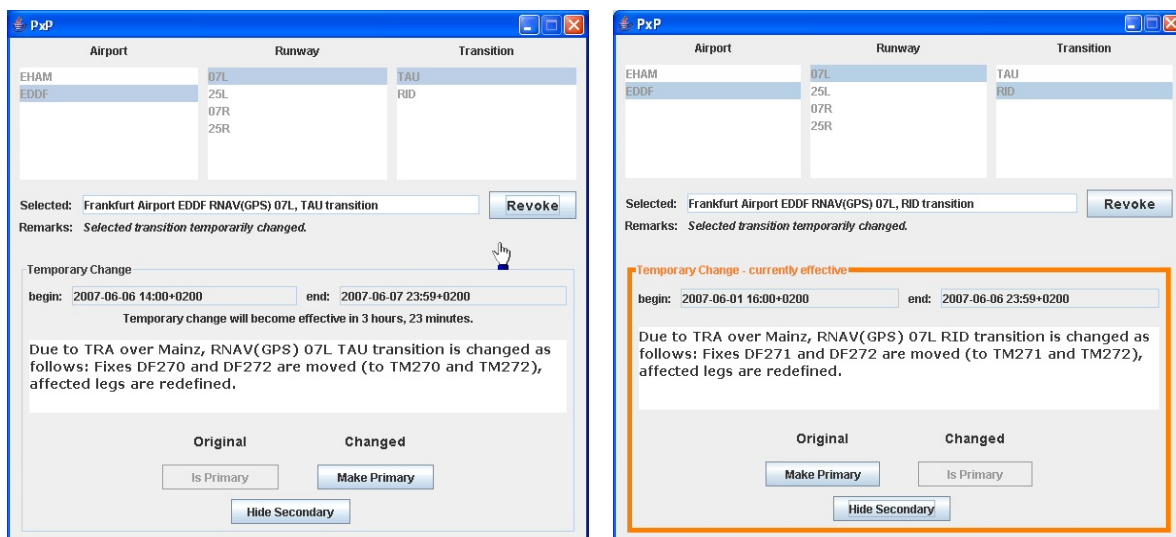 PxP
Airport Runway Transition
EHAM 07L TAU
EDDF 25L RID
07R
25R
Selected: Frankfurt Airport EDDF RNAV(GPS) 07L, TAU transition Revoke
Remarks: Selected transition temporarily changed.
Temporary Change
begin: 2007-06-06 14:00+0200 end: 2007-06-07 23:59+0200
Temporary change will become effective in 3 hours, 23 minutes.
Due to TRA over Mainz, RNAV(GPS) 07L TAU transition is changed as
follows: Fixes DF270 and DF272 are moved (to TM270 and TM272),
affected legs are redefined.
Original Changed
Is Primary Make Primary
Hide Secondary
PxP
Airport Runway Transition
EHAM 07L TAU
EDDF 25L RID
07R
25R
Selected: Frankfurt Airport EDDF RNAV(GPS) 07L, RID transition Revoke
Remarks: Selected transition temporarily changed.
Temporary Change - currently effective
begin: 2007-06-01 16:00+0200 end: 2007-06-06 23:59+0200
Due to TRA over Mainz, RNAV(GPS) 07L RID transition is changed as
follows: Fixes DF271 and DF272 are moved (to TM271 and TM272),
affected legs are redefined.
Original Changed
Make Primary Is Primary
Hide Secondary